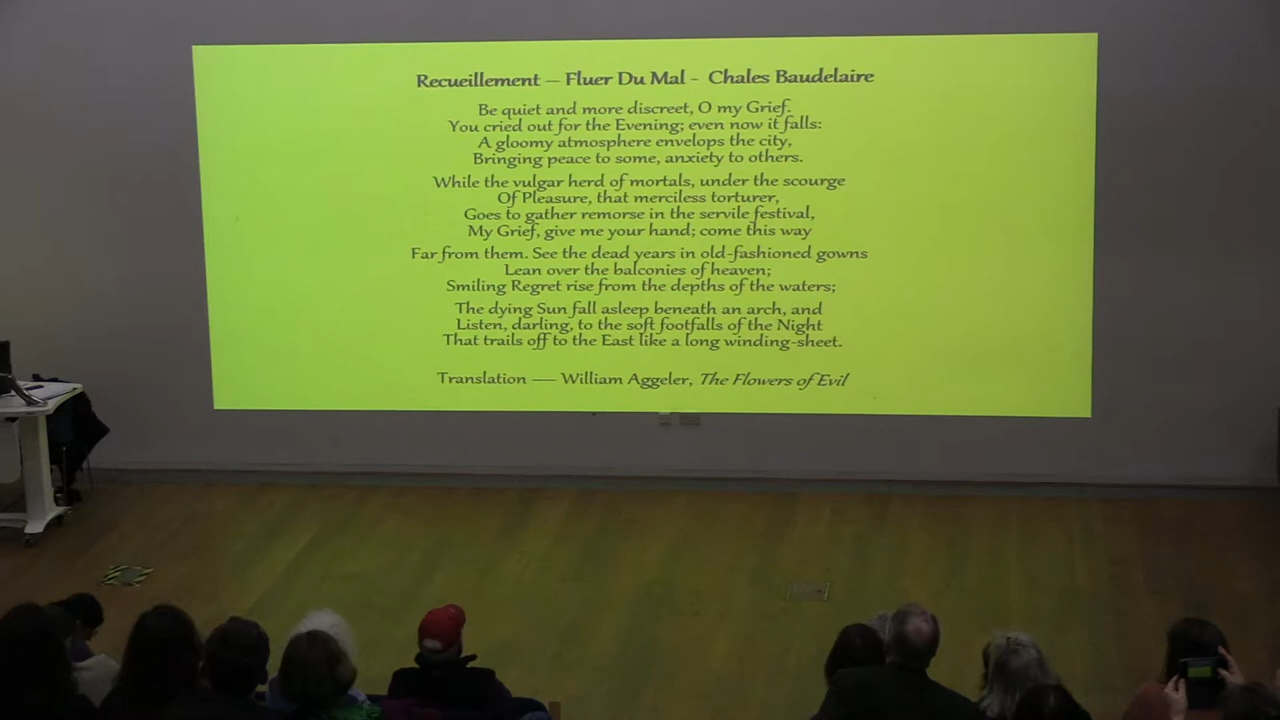 Recueillement – Fluer Du Mal - Chales Baudelaire
Be quiet and more discreet, O my Grief.
You cried out for the Evening; even now it falls:
A gloomy atmosphere envelops the city,
Bringing peace to some, anxiety to others.
While the vulgar herd of mortals, under the scourge
Of Pleasure, that merciless torturer,
Goes to gather remorse in the servile festival,
My Grief, give me your hand; come this way
Far from them. See the dead years in old-fashioned gowns
Lean over the balconies of heaven;
Smiling Regret rise from the depths of the waters;
The dying Sun fall asleep beneath an arch, and
Listen, darling, to the soft footfalls of the Night
That trails off to the East like a long winding-sheet.
Translation — William Aggeler, The Flowers of Evil